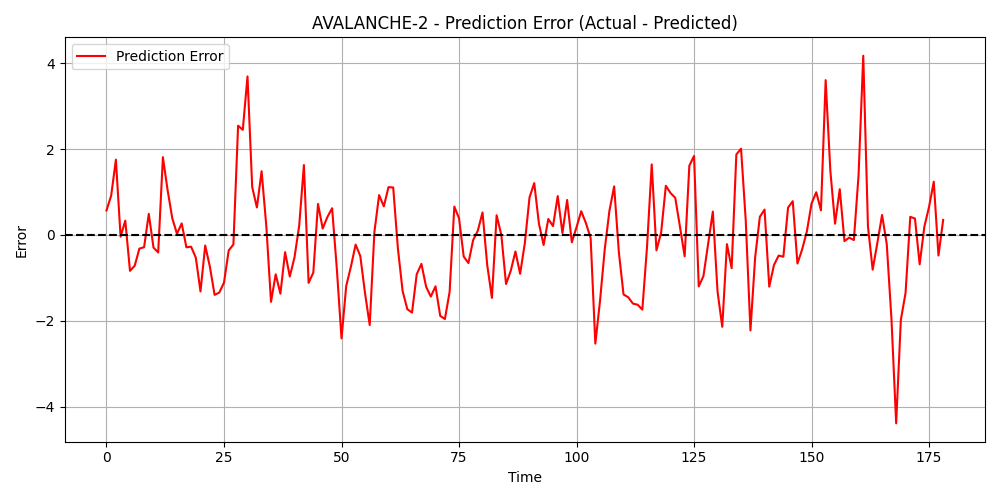 AVALANCHE-2 - Prediction Error (Actual - Predicted)
Prediction Error
4
2
0
−2
−4
Error
0 25 50 75 100 125 150 175
Time